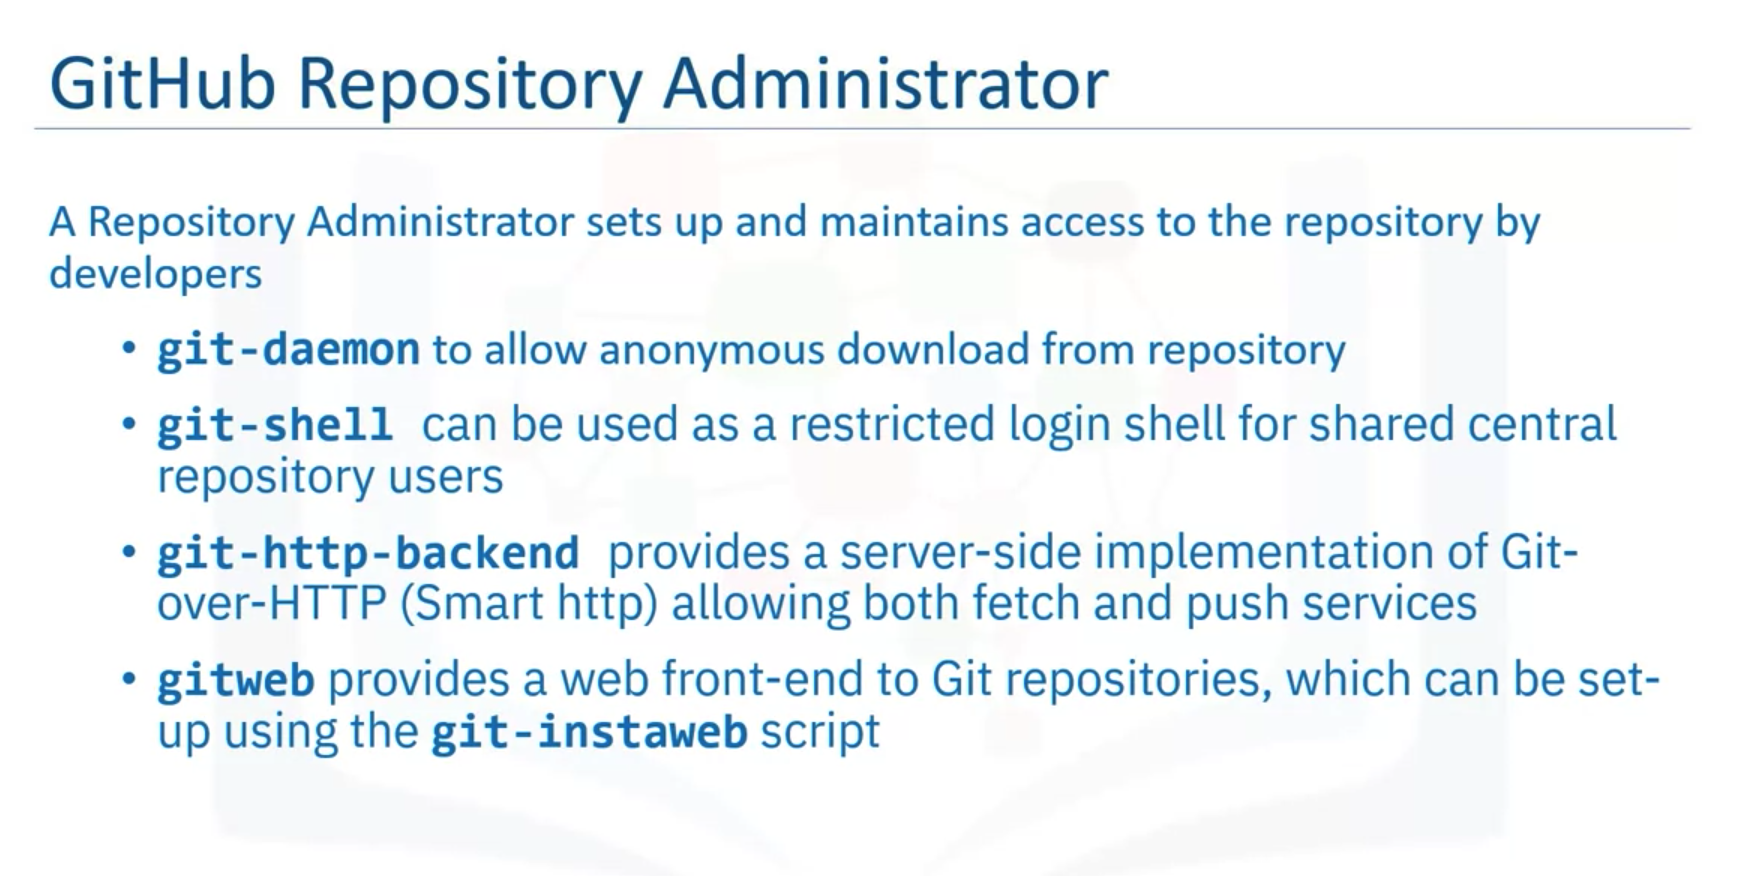 GitHub Repository Administrator
A Repository Administrator sets up and maintains access to the repository by
developers
• git-daemon to allow anonymous download from repository
• git-shell can be used as a restricted login shell for shared central
repository users
• git-http-backend provides a server-side implementation of Git-
over-HTTP (Smart http) allowing both fetch and push services
• gitweb provides a web front-end to Git repositories, which can be set-
up using the git-instaweb script